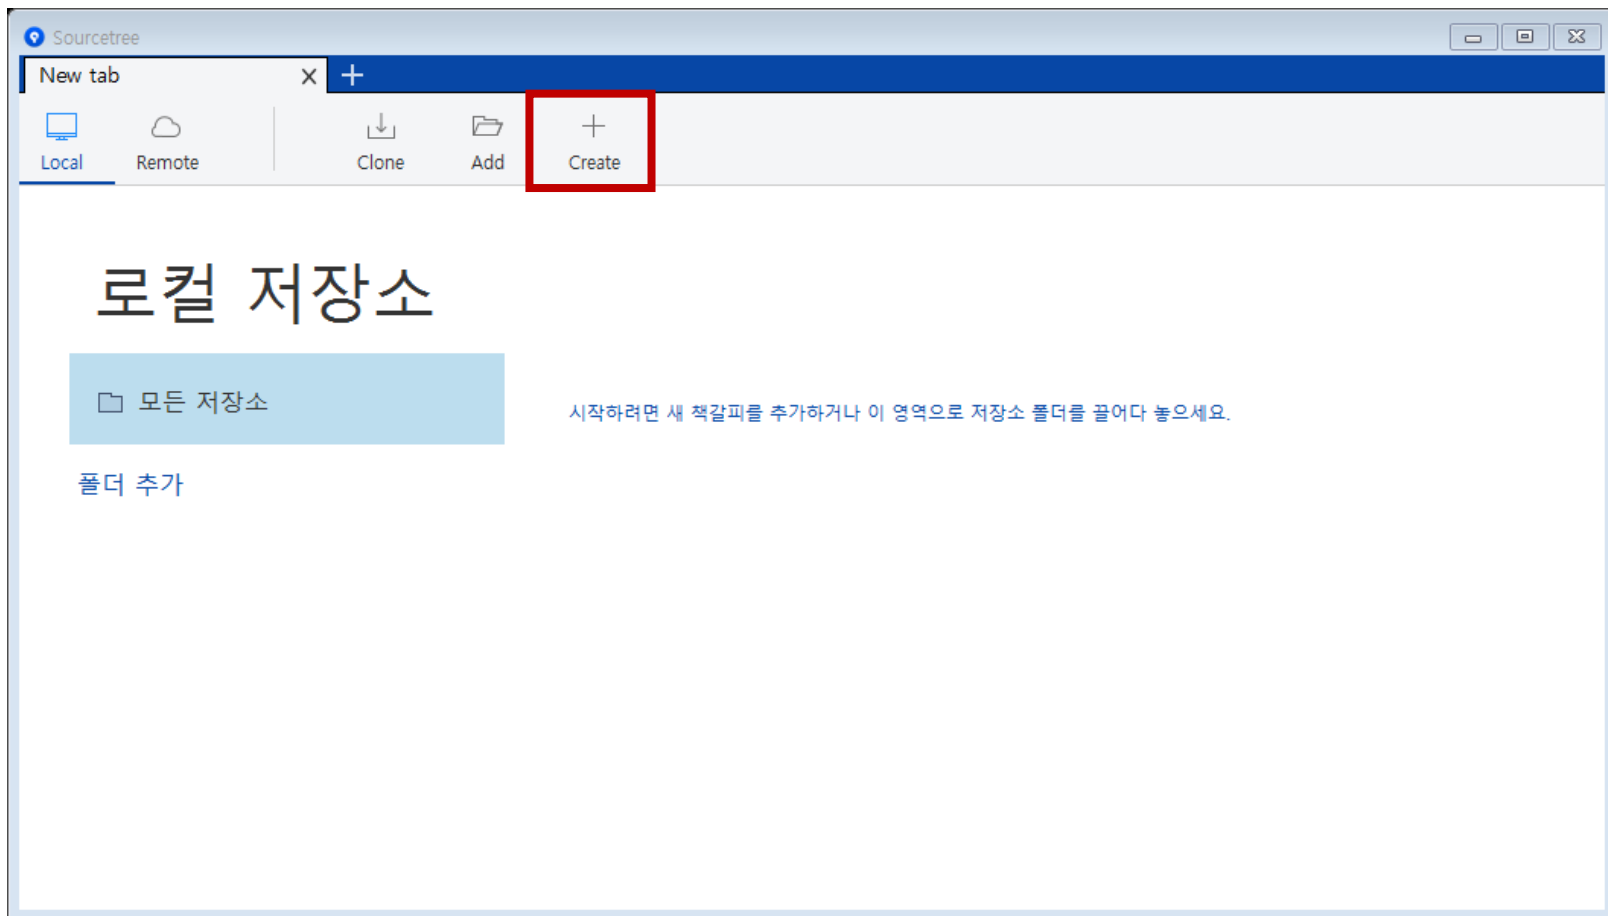 Sourcetree
New tab
Local Remote Clone Add Create
로컬 저장소
모든 저장소
시작하려면 새 책갈피를 추가하거나 이 영역으로 저장소 폴더를 끌어다 놓으세요.
폴더 추가